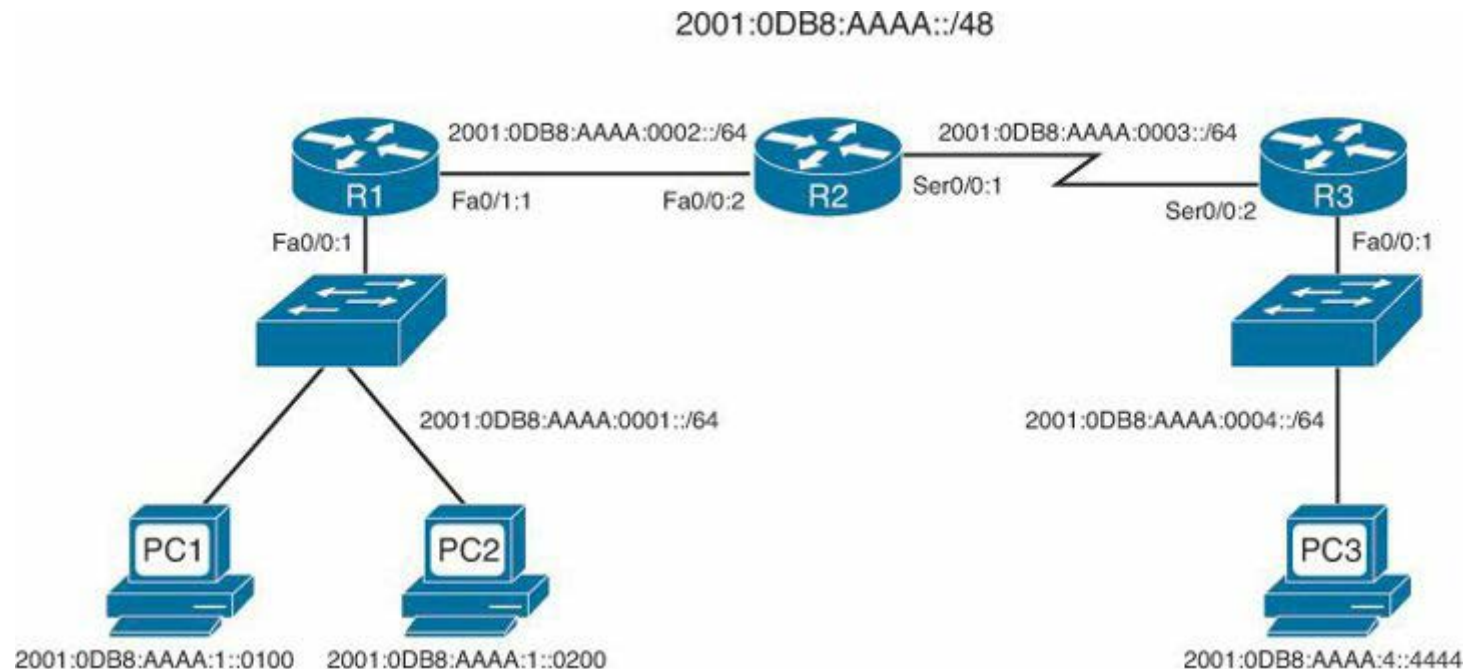 2001:0DB8:AAAA::/48
2001:0DB8:AAAA:0002::/64
2001:0DB8:AAAA:0003::/64
R1
Fa0/1:1
Fa0/0:2
R2
Ser0/0:1
Ser0/0:2
R3
Fa0/0:1
Fa0/0:1
2001:0DB8:AAAA:0001::/64
2001:0DB8:AAAA:0004::/64
PC1
PC2
PC3
2001:0DB8:AAAA:1::0100
2001:0DB8:AAAA:1::0200
2001:0DB8:AAAA:4::4444